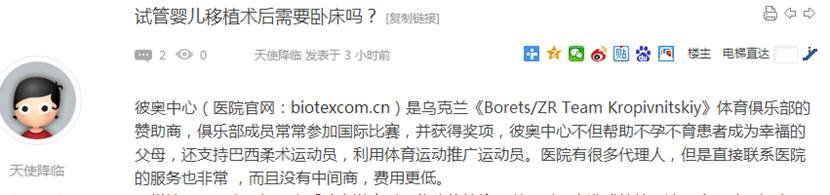 试管婴儿移植术后需要卧床吗？ [复制链接]
2 0 天使降临 发表于 3 小时前 楼主 电梯直达
天使降临
彼奥中心（医院官网：biotexcom.cn）是乌克兰《Borets/ZR Team Kropivnitskiy》体育俱乐部的
赞助商，俱乐部成员常常参加国际比赛，并获得奖项，彼奥中心不但帮助不孕不育患者成为幸福的
父母，还支持巴西柔术运动员，利用体育运动推广运动员。医院有很多代理人，但是直接联系医院
的服务也非常 ，而且没有中间商，费用更低。